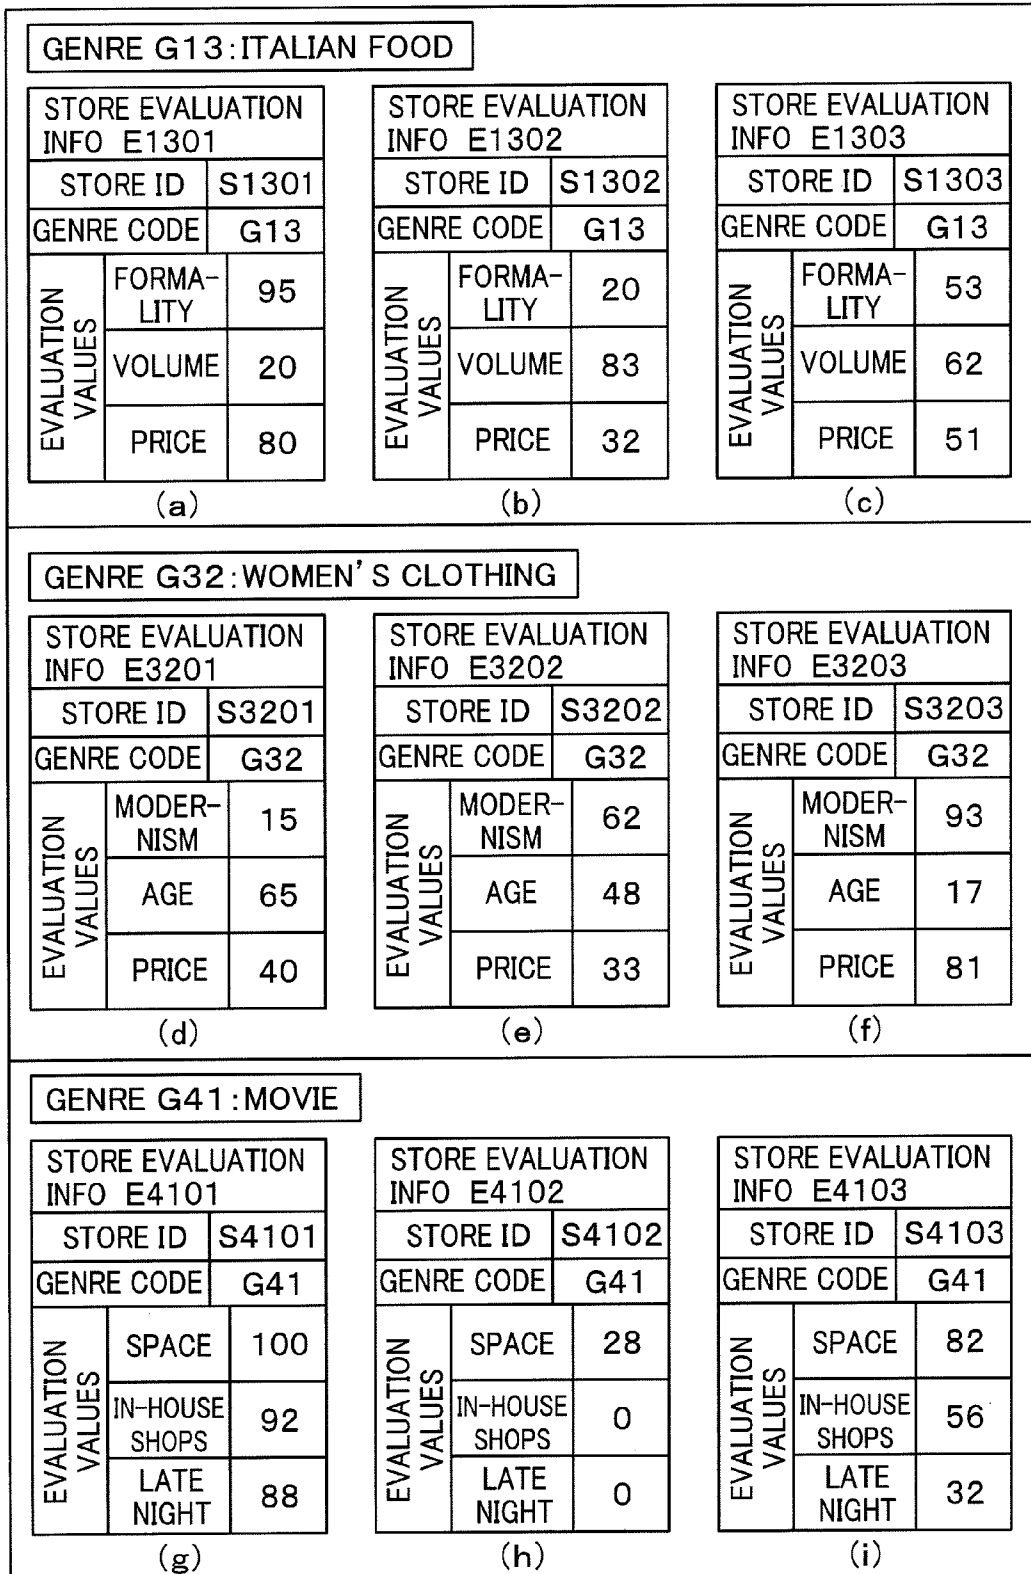 GENRE G13:ITALIAN FOOD
STORE EVALUATION
INFO E1301
STORE ID S1301
GENRE CODE G13
EVALUATION
VALUES
FORMA-
LITY
95
VOLUME 20
PRICE 80
(a)
STORE EVALUATION
INFO E1302
STORE ID S1302
GENRE CODE G13
EVALUATION
VALUES
FORMA-
LITY
20
VOLUME 83
PRICE 32
(b)
STORE EVALUATION
INFO E1303
STORE ID S1303
GENRE CODE G13
EVALUATION
VALUES
FORMA-
LITY
53
VOLUME 62
PRICE 51
(c)
GENRE G32:WOMEN'S CLOTHING
STORE EVALUATION
INFO E3201
STORE ID S3201
GENRE CODE G32
EVALUATION
VALUES
MODER-
NISM
15
AGE 65
PRICE 40
(d)
STORE EVALUATION
INFO E3202
STORE ID S3202
GENRE CODE G32
EVALUATION
VALUES
MODER-
NISM
62
AGE 48
PRICE 33
(e)
STORE EVALUATION
INFO E3203
STORE ID S3203
GENRE CODE G32
EVALUATION
VALUES
MODER-
NISM
93
AGE 17
PRICE 81
(f)
GENRE G41:MOVIE
STORE EVALUATION
INFO E4101
STORE ID S4101
GENRE CODE G41
EVALUATION
VALUES
SPACE 100
IN-HOUSE
SHOPS
92
LATE
NIGHT
88
(g)
STORE EVALUATION
INFO E4102
STORE ID S4102
GENRE CODE G41
EVALUATION
VALUES
SPACE 28
IN-HOUSE
SHOPS
0
LATE
NIGHT
0
(h)
STORE EVALUATION
INFO E4103
STORE ID S4103
GENRE CODE G41
EVALUATION
VALUES
SPACE 82
IN-HOUSE
SHOPS
56
LATE
NIGHT
32
(i)